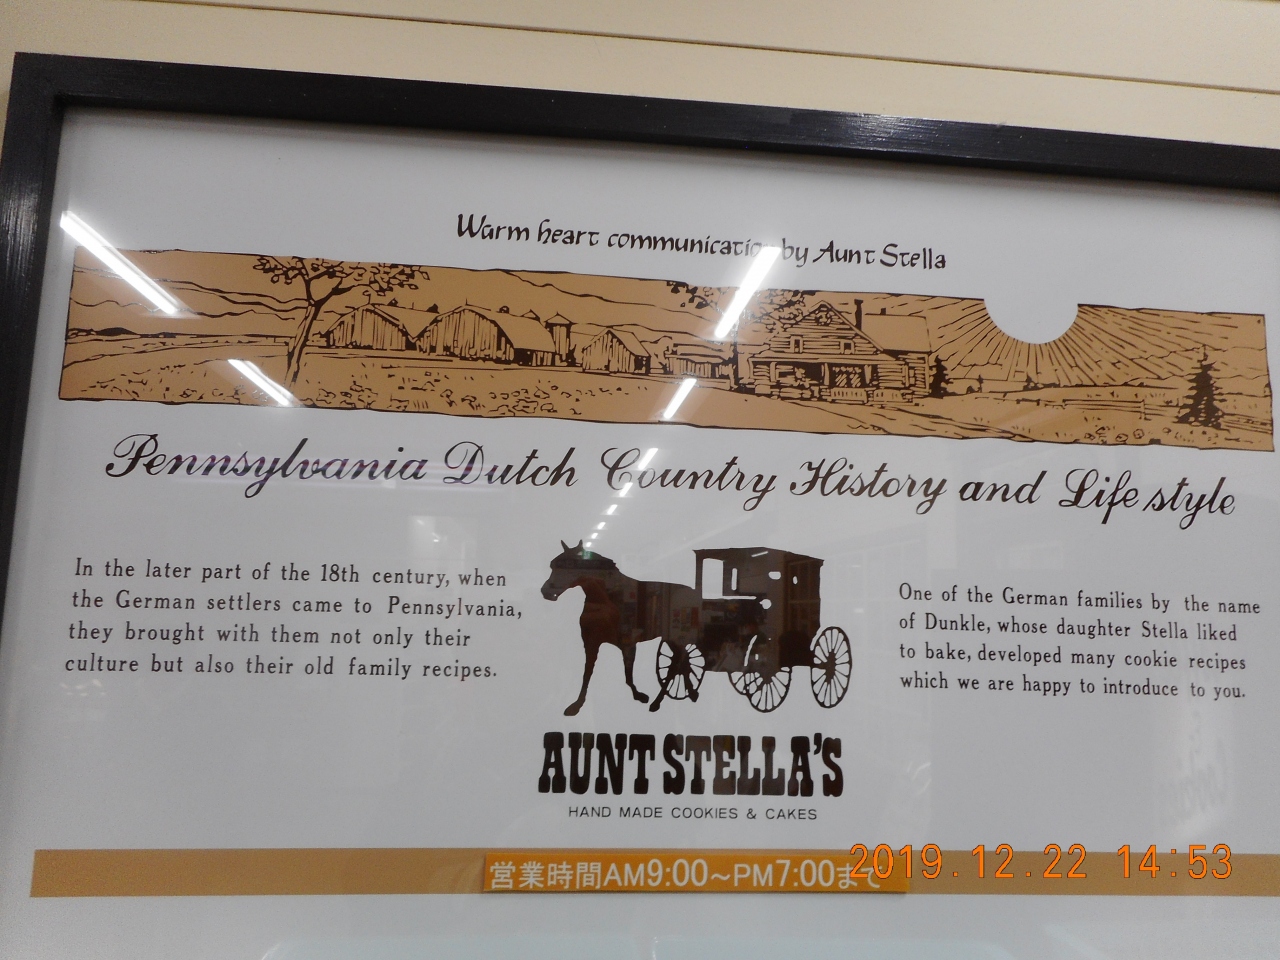 Warm heart communication by Aunt Stella
Pennsylvania Dutch Country History and Life style
In the later part of the 18th century, when
the German settlers came to Pennsylvania,
they brought with them not only their
culture but also their old family recipes.
One of the German families by the name
of Dunkle, whose daughter Stella liked
to bake, developed many cookie recipes
which we are happy to introduce to you.
AUNT STELLA'S
HAND MADE COOKIES & CAKES
営業時間AM9:00~PM7:00まで
2019.12.22 14:53